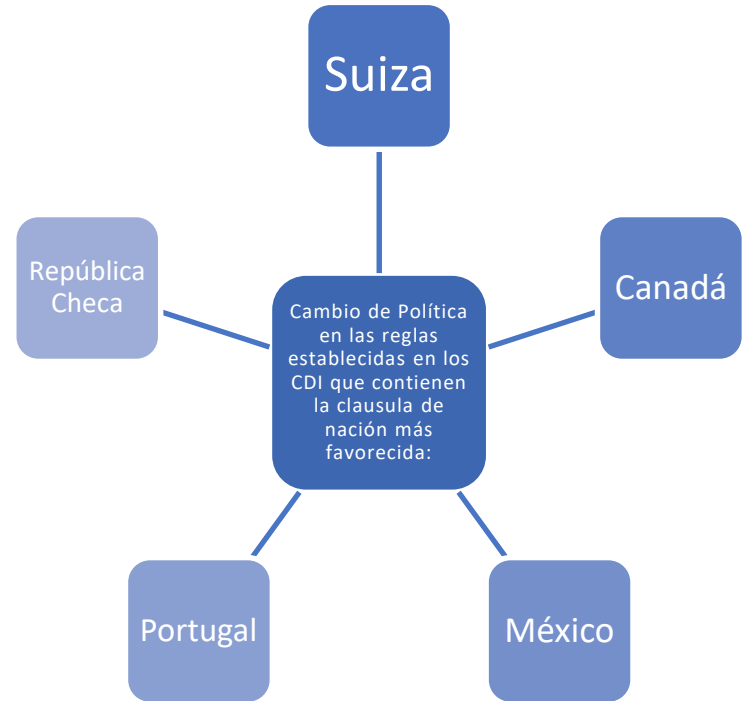 Suiza
República
Checa
Canadá
Cambio de Política
en las reglas
establecidas en los
CDI que contienen
la clausula de
nación más
favorecida:
Portugal
México